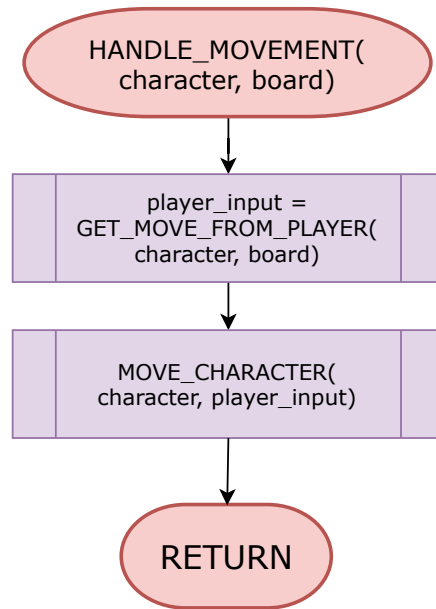 HANDLE_MOVEMENT(
character, board)
player_input =
GET_MOVE_FROM_PLAYER(
character, board)
MOVE_CHARACTER(
character, player_input)
RETURN